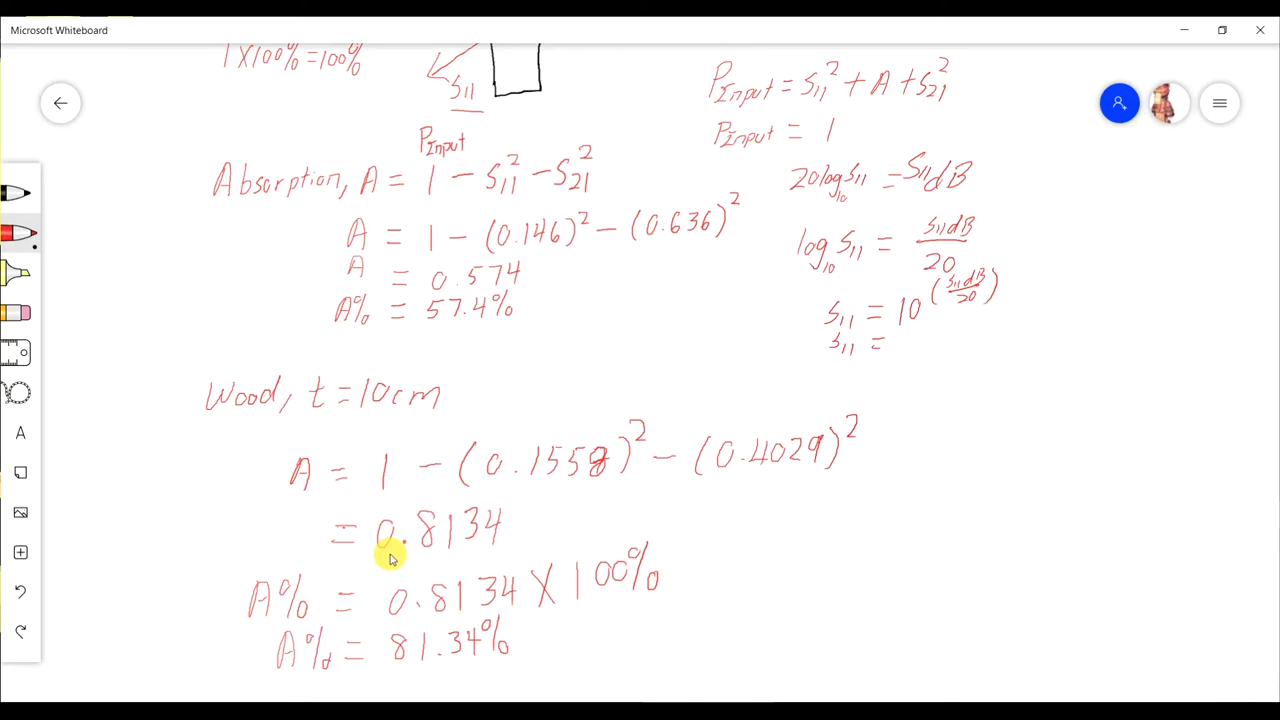 Microsoft Whiteboard
1 X 100% = 100%
S11
PInput
Absorption, A = 1 - S11² - S21²
A = 1 - (0.146)² - (0.636)²
A = 0.574
A% = 57.4%
PInput = S11² + A + S21²
PInput = 1
20log10 S11 = S11dB
log10 S11 = S11dB/20
S11 = 10^(S11dB/20)
S11 =
Wood, t = 10cm
A = 1 - (0.1558)² - (0.4029)²
= 0.8134
A% = 0.8134 X 100%
A% = 81.34%
A